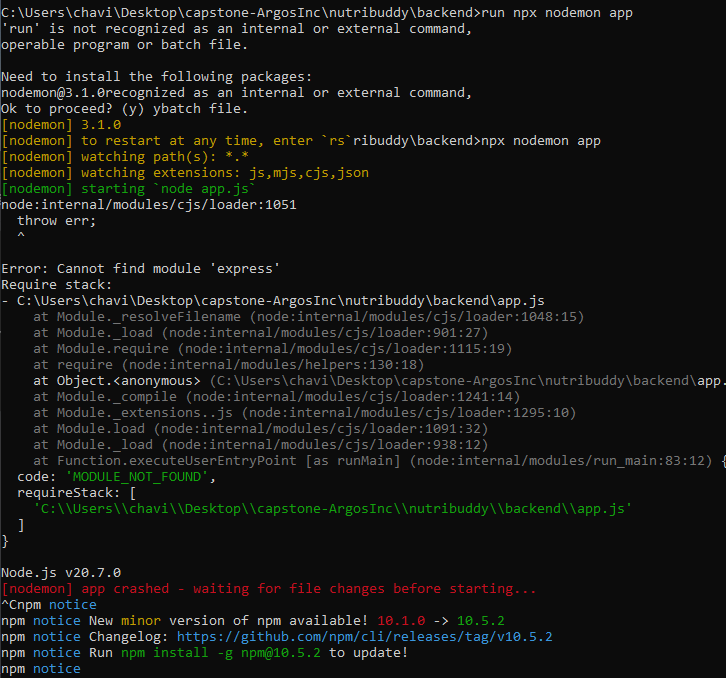 C:\Users\chavi\Desktop\capstone-ArgosInc\nutribuddy\backend>run npx nodemon app
'run' is not recognized as an internal or external command,
operable program or batch file.
Need to install the following packages:
nodemon@3.1.0recognized as an internal or external command,
Ok to proceed? (y) ybatch file.
[nodemon] 3.1.0
[nodemon] to restart at any time, enter `rs`ribuddy\backend>npx nodemon app
[nodemon] watching path(s): *.*
[nodemon] watching extensions: js,mjs,cjs,json
[nodemon] starting `node app.js`
node:internal/modules/cjs/loader:1051
  throw err;
  ^
Error: Cannot find module 'express'
Require stack:
- C:\Users\chavi\Desktop\capstone-ArgosInc\nutribuddy\backend\app.js
    at Module._resolveFilename (node:internal/modules/cjs/loader:1048:15)
    at Module._load (node:internal/modules/cjs/loader:901:27)
    at Module.require (node:internal/modules/cjs/loader:1115:19)
    at require (node:internal/modules/helpers:130:18)
    at Object.<anonymous> (C:\Users\chavi\Desktop\capstone-ArgosInc\nutribuddy\backend\app.
    at Module._compile (node:internal/modules/cjs/loader:1241:14)
    at Module._extensions..js (node:internal/modules/cjs/loader:1295:10)
    at Module.load (node:internal/modules/cjs/loader:1091:32)
    at Module._load (node:internal/modules/cjs/loader:938:12)
    at Function.executeUserEntryPoint [as runMain] (node:internal/modules/run_main:83:12) {
  code: 'MODULE_NOT_FOUND',
  requireStack: [
    'C:\\Users\\chavi\\Desktop\\capstone-ArgosInc\\nutribuddy\\backend\\app.js'
  ]
}
Node.js v20.7.0
[nodemon] app crashed - waiting for file changes before starting...
^Cnpm notice
npm notice New minor version of npm available! 10.1.0 -> 10.5.2
npm notice Changelog: https://github.com/npm/cli/releases/tag/v10.5.2
npm notice Run npm install -g npm@10.5.2 to update!
npm notice